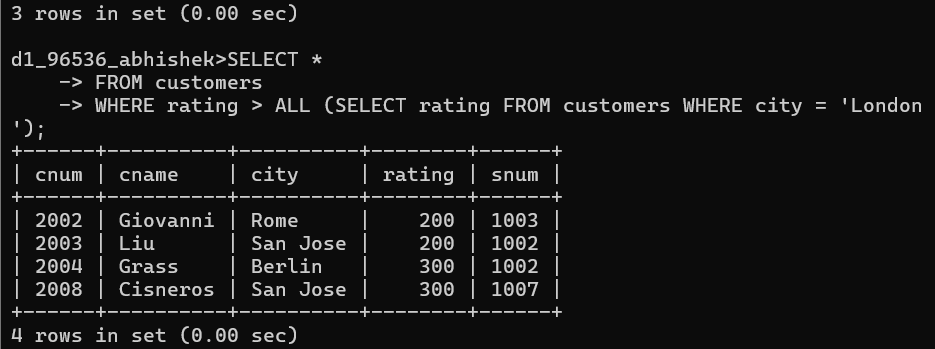 3 rows in set (0.00 sec)
d1_96536_abhishek>SELECT *
    -> FROM customers
    -> WHERE rating > ALL (SELECT rating FROM customers WHERE city = 'London
');
+------+----------+----------+--------+------+
| cnum | cname    | city     | rating | snum |
+------+----------+----------+--------+------+
| 2002 | Giovanni | Rome     |    200 | 1003 |
| 2003 | Liu      | San Jose |    200 | 1002 |
| 2004 | Grass    | Berlin   |    300 | 1002 |
| 2008 | Cisneros | San Jose |    300 | 1007 |
+------+----------+----------+--------+------+
4 rows in set (0.00 sec)